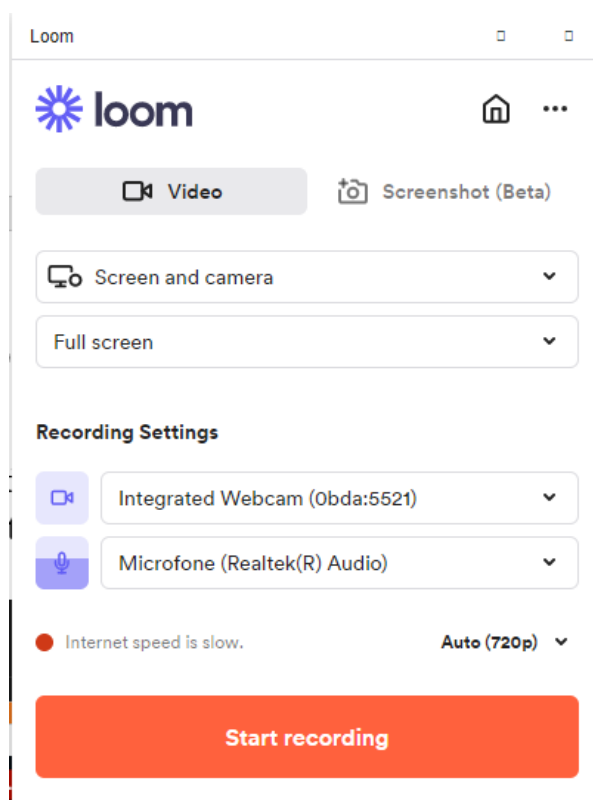 Loom
loom
Video
Screenshot (Beta)
Screen and camera
Full screen
Recording Settings
Integrated Webcam (0bda:5521)
Microfone (Realtek(R) Audio)
Internet speed is slow.
Auto (720p)
Start recording